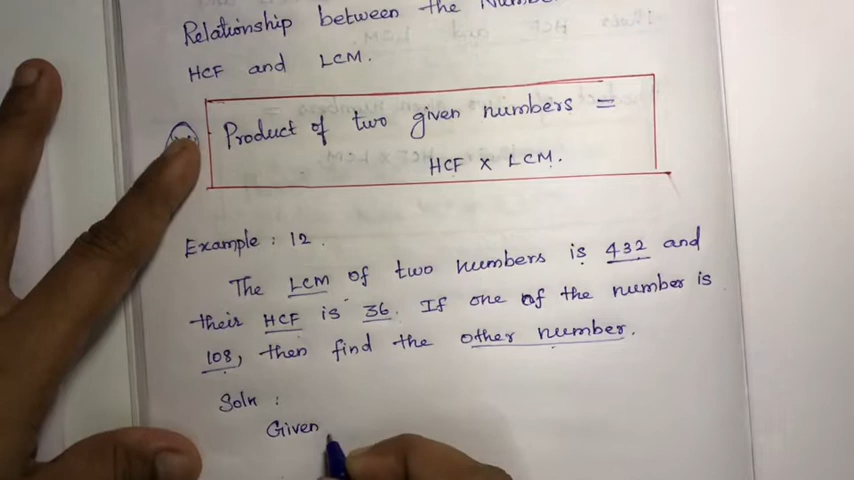 Relationship between the Number
HCF and LCM.
Product of two given numbers =
HCF x LCM.
Example : 12.
The LCM of two numbers is 432 and
their HCF is 36. If one of the number is
108, then find the other number.
Soln :
Given